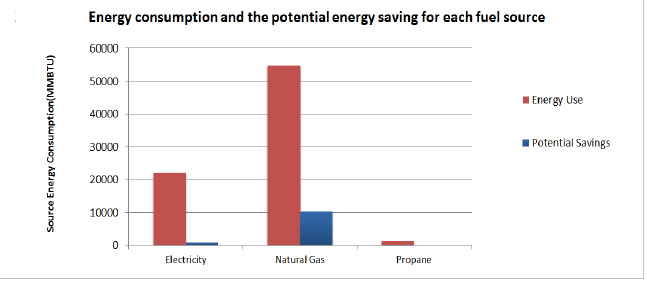 Energy consumption and the potential energy saving for each fuel source
Source Energy Consumption(MMBTU)
60000
50000
40000
30000
20000
10000
0
Electricity
Natural Gas
Propane
Energy Use
Potential Savings